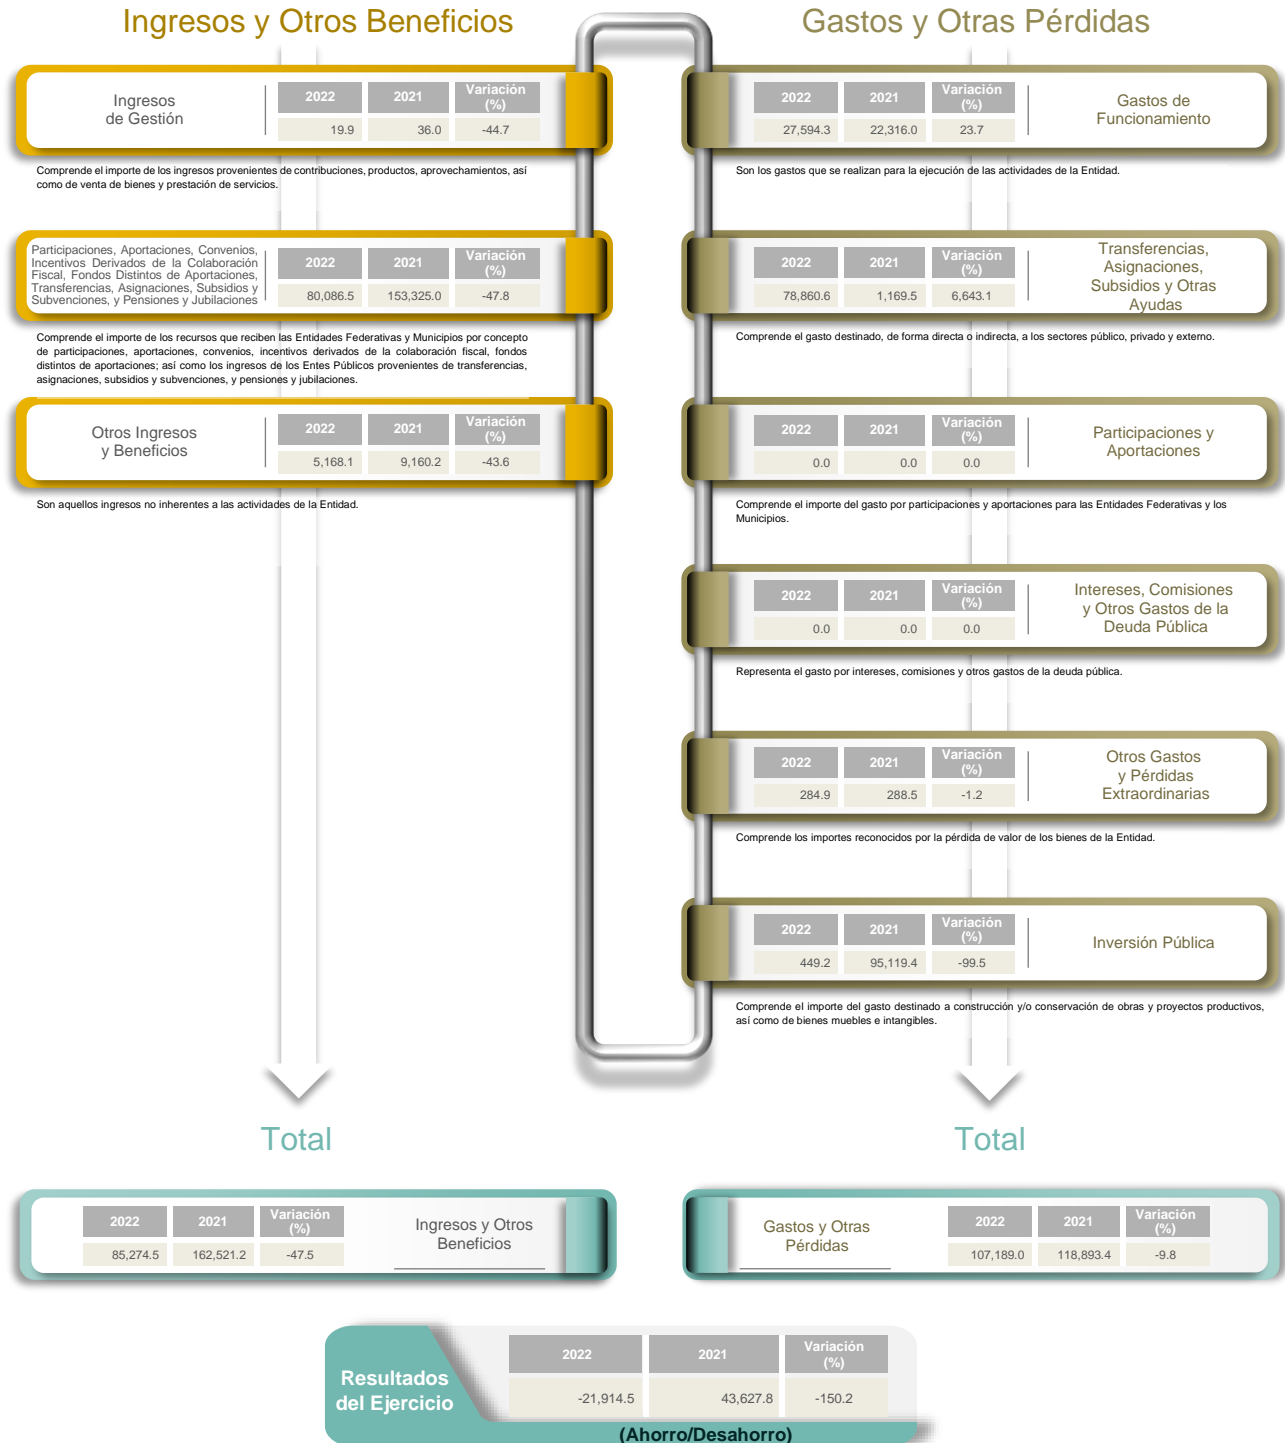 Ingresos y Otros Beneficios
Ingresos
de Gestión
2022 2021 Variación
(%)
19.9 36.0 -44.7
Comprende el importe de los ingresos provenientes de contribuciones, productos, aprovechamientos, así
como de venta de bienes y prestación de servicios.
Participaciones, Aportaciones, Convenios,
Incentivos Derivados de la Colaboración
Fiscal, Fondos Distintos de Aportaciones,
Transferencias, Asignaciones, Subsidios y
Subvenciones, y Pensiones y Jubilaciones
2022 2021 Variación
(%)
80,086.5 153,325.0 -47.8
Comprende el importe de los recursos que reciben las Entidades Federativas y Municipios por concepto
de participaciones, aportaciones, convenios, incentivos derivados de la colaboración fiscal, fondos
distintos de aportaciones; así como los ingresos de los Entes Públicos provenientes de transferencias,
asignaciones, subsidios y subvenciones, y pensiones y jubilaciones.
Otros Ingresos
y Beneficios
2022 2021 Variación
(%)
5,168.1 9,160.2 -43.6
Son aquellos ingresos no inherentes a las actividades de la Entidad.
Gastos y Otras Pérdidas
2022 2021 Variación
(%)
27,594.3 22,316.0 23.7
Gastos de
Funcionamiento
Son los gastos que se realizan para la ejecución de las actividades de la Entidad.
2022 2021 Variación
(%)
78,860.6 1,169.5 6,643.1
Transferencias,
Asignaciones,
Subsidios y Otras
Ayudas
Comprende el gasto destinado, de forma directa o indirecta, a los sectores público, privado y externo.
2022 2021 Variación
(%)
0.0 0.0 0.0
Participaciones y
Aportaciones
Comprende el importe del gasto por participaciones y aportaciones para las Entidades Federativas y los
Municipios.
2022 2021 Variación
(%)
0.0 0.0 0.0
Intereses, Comisiones
y Otros Gastos de la
Deuda Pública
Representa el gasto por intereses, comisiones y otros gastos de la deuda pública.
2022 2021 Variación
(%)
284.9 288.5 -1.2
Otros Gastos
y Pérdidas
Extraordinarias
Comprende los importes reconocidos por la pérdida de valor de los bienes de la Entidad.
2022 2021 Variación
(%)
449.2 95,119.4 -99.5
Inversión Pública
Comprende el importe del gasto destinado a construcción y/o conservación de obras y proyectos productivos,
así como de bienes muebles e intangibles.
Total
2022 2021 Variación
(%)
85,274.5 162,521.2 -47.5
Ingresos y Otros
Beneficios
Total
Gastos y Otras
Pérdidas
2022 2021 Variación
(%)
107,189.0 118,893.4 -9.8
Resultados
del Ejercicio
2022 2021 Variación
(%)
-21,914.5 43,627.8 -150.2
(Ahorro/Desahorro)